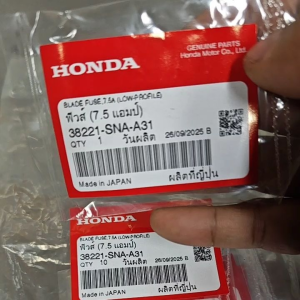 GENUINE PARTS
Honda Motor Co., Ltd.
HONDA
BLADE FUSE,7.5A (LOW-PROFILE)
ฟิวส์ (7.5 แอมป์)
38221-SNA-A31
QTY 1 วันผลิต 26/09/2025 B
Made in JAPAN ผลิตที่ญี่ปุ่น
HONDA
BLADE FUSE,7.5A (LOW-PROFILE)
ฟิวส์ (7.5 แอมป์)
38221-SNA-A31
QTY 10 วันผลิต 25/09/2025 B
Made in JAPAN ผลิตที่ญี่ปุ่น